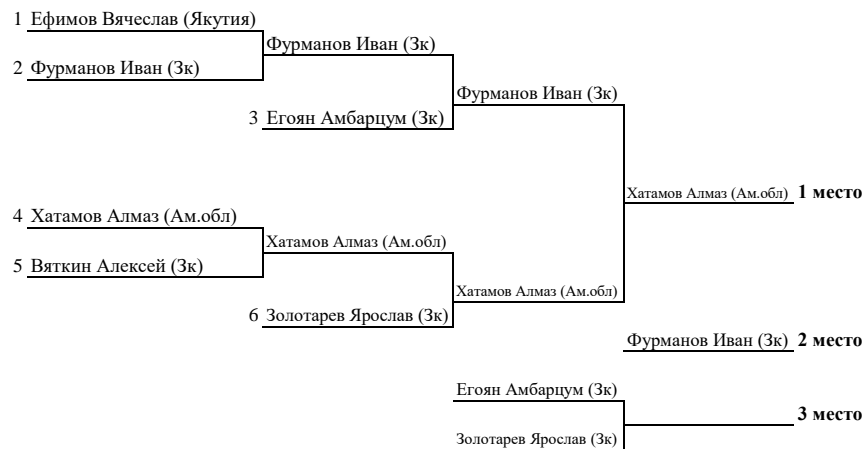 1 Ефимов Вячеслав (Якутия)
Фурманов Иван (Зк)
2 Фурманов Иван (Зк)
Фурманов Иван (Зк)
3 Егоян Амбарцум (Зк)
Хатамов Алмаз (Ам.обл) 1 место
4 Хатамов Алмаз (Ам.обл)
Хатамов Алмаз (Ам.обл)
5 Вяткин Алексей (Зк)
Хатамов Алмаз (Ам.обл)
6 Золотарев Ярослав (Зк)
Фурманов Иван (Зк) 2 место
Егоян Амбарцум (Зк)
3 место
Золотарев Ярослав (Зк)